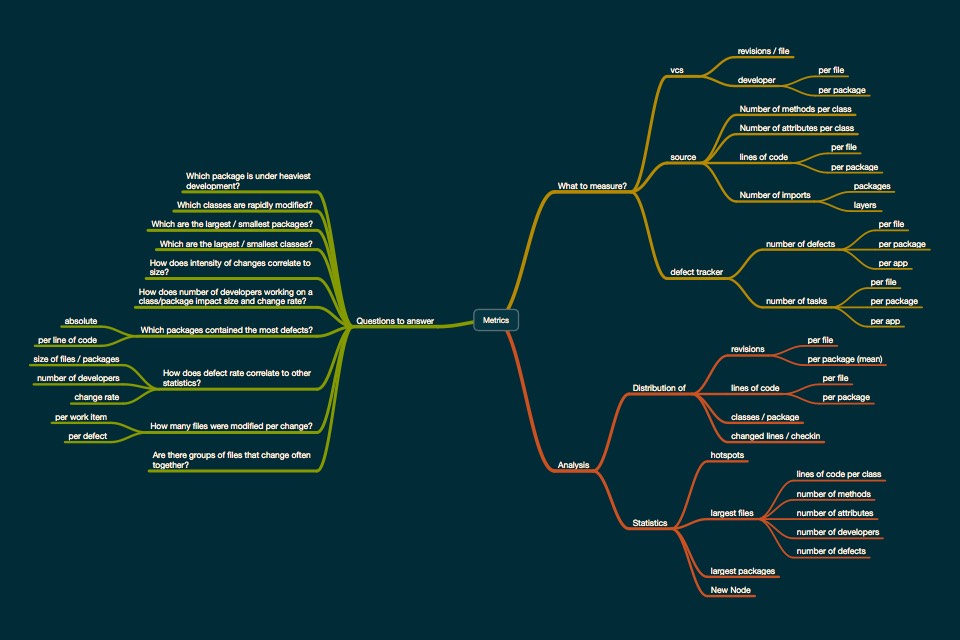 Metrics
Questions to answer
Which package is under heaviest
development?
Which classes are rapidly modified?
Which are the largest / smallest packages?
Which are the largest / smallest classes?
How does intensity of changes correlate to
size?
How does number of developers working on a
class/package impact size and change rate?
Which packages contained the most defects?
absolute
per line of code
How does defect rate correlate to other
statistics?
size of files / packages
number of developers
change rate
How many files were modified per change?
per work item
per defect
Are there groups of files that change often
together?
What to measure?
vcs
revisions / file
developer
per file
per package
source
Number of methods per class
Number of attributes per class
lines of code
per file
per package
Number of imports
packages
layers
defect tracker
number of defects
per file
per package
per app
number of tasks
per file
per package
per app
Analysis
Distribution of
revisions
per file
per package (mean)
lines of code
per file
per package
classes / package
changed lines / checkin
Statistics
hotspots
largest files
lines of code per class
number of methods
number of attributes
number of developers
number of defects
largest packages
New Node